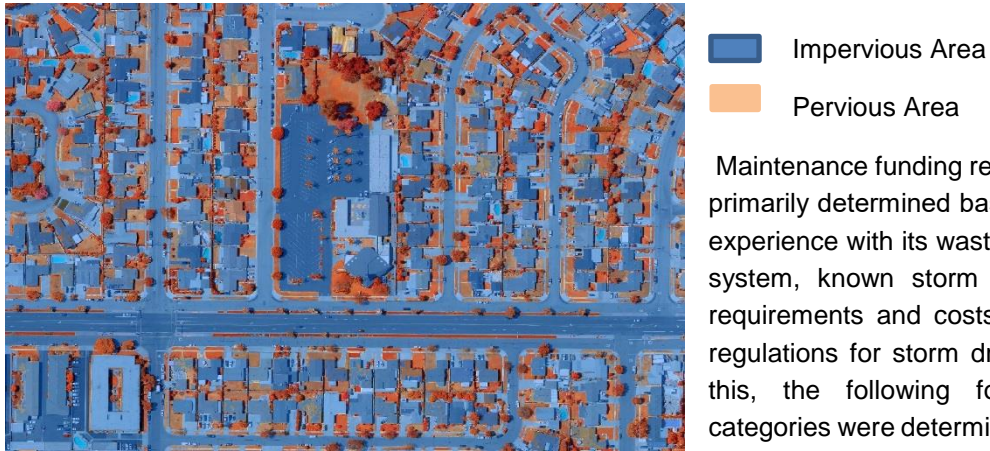 Impervious Area
Pervious Area
Maintenance funding re
primarily determined ba
experience with its wast
system, known storm
requirements and costs
regulations for storm dr
this, the following fo
categories were determi